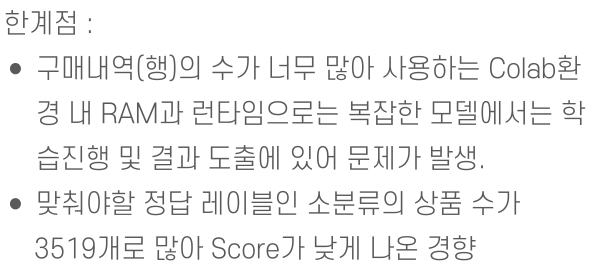 한계점 :
• 구매내역(행)의 수가 너무 많아 사용하는 Colab환
경 내 RAM과 런타임으로는 복잡한 모델에서는 학
습진행 및 결과 도출에 있어 문제가 발생.
• 맞춰야할 정답 레이블인 소분류의 상품 수가
3519개로 많아 Score가 낮게 나온 경향